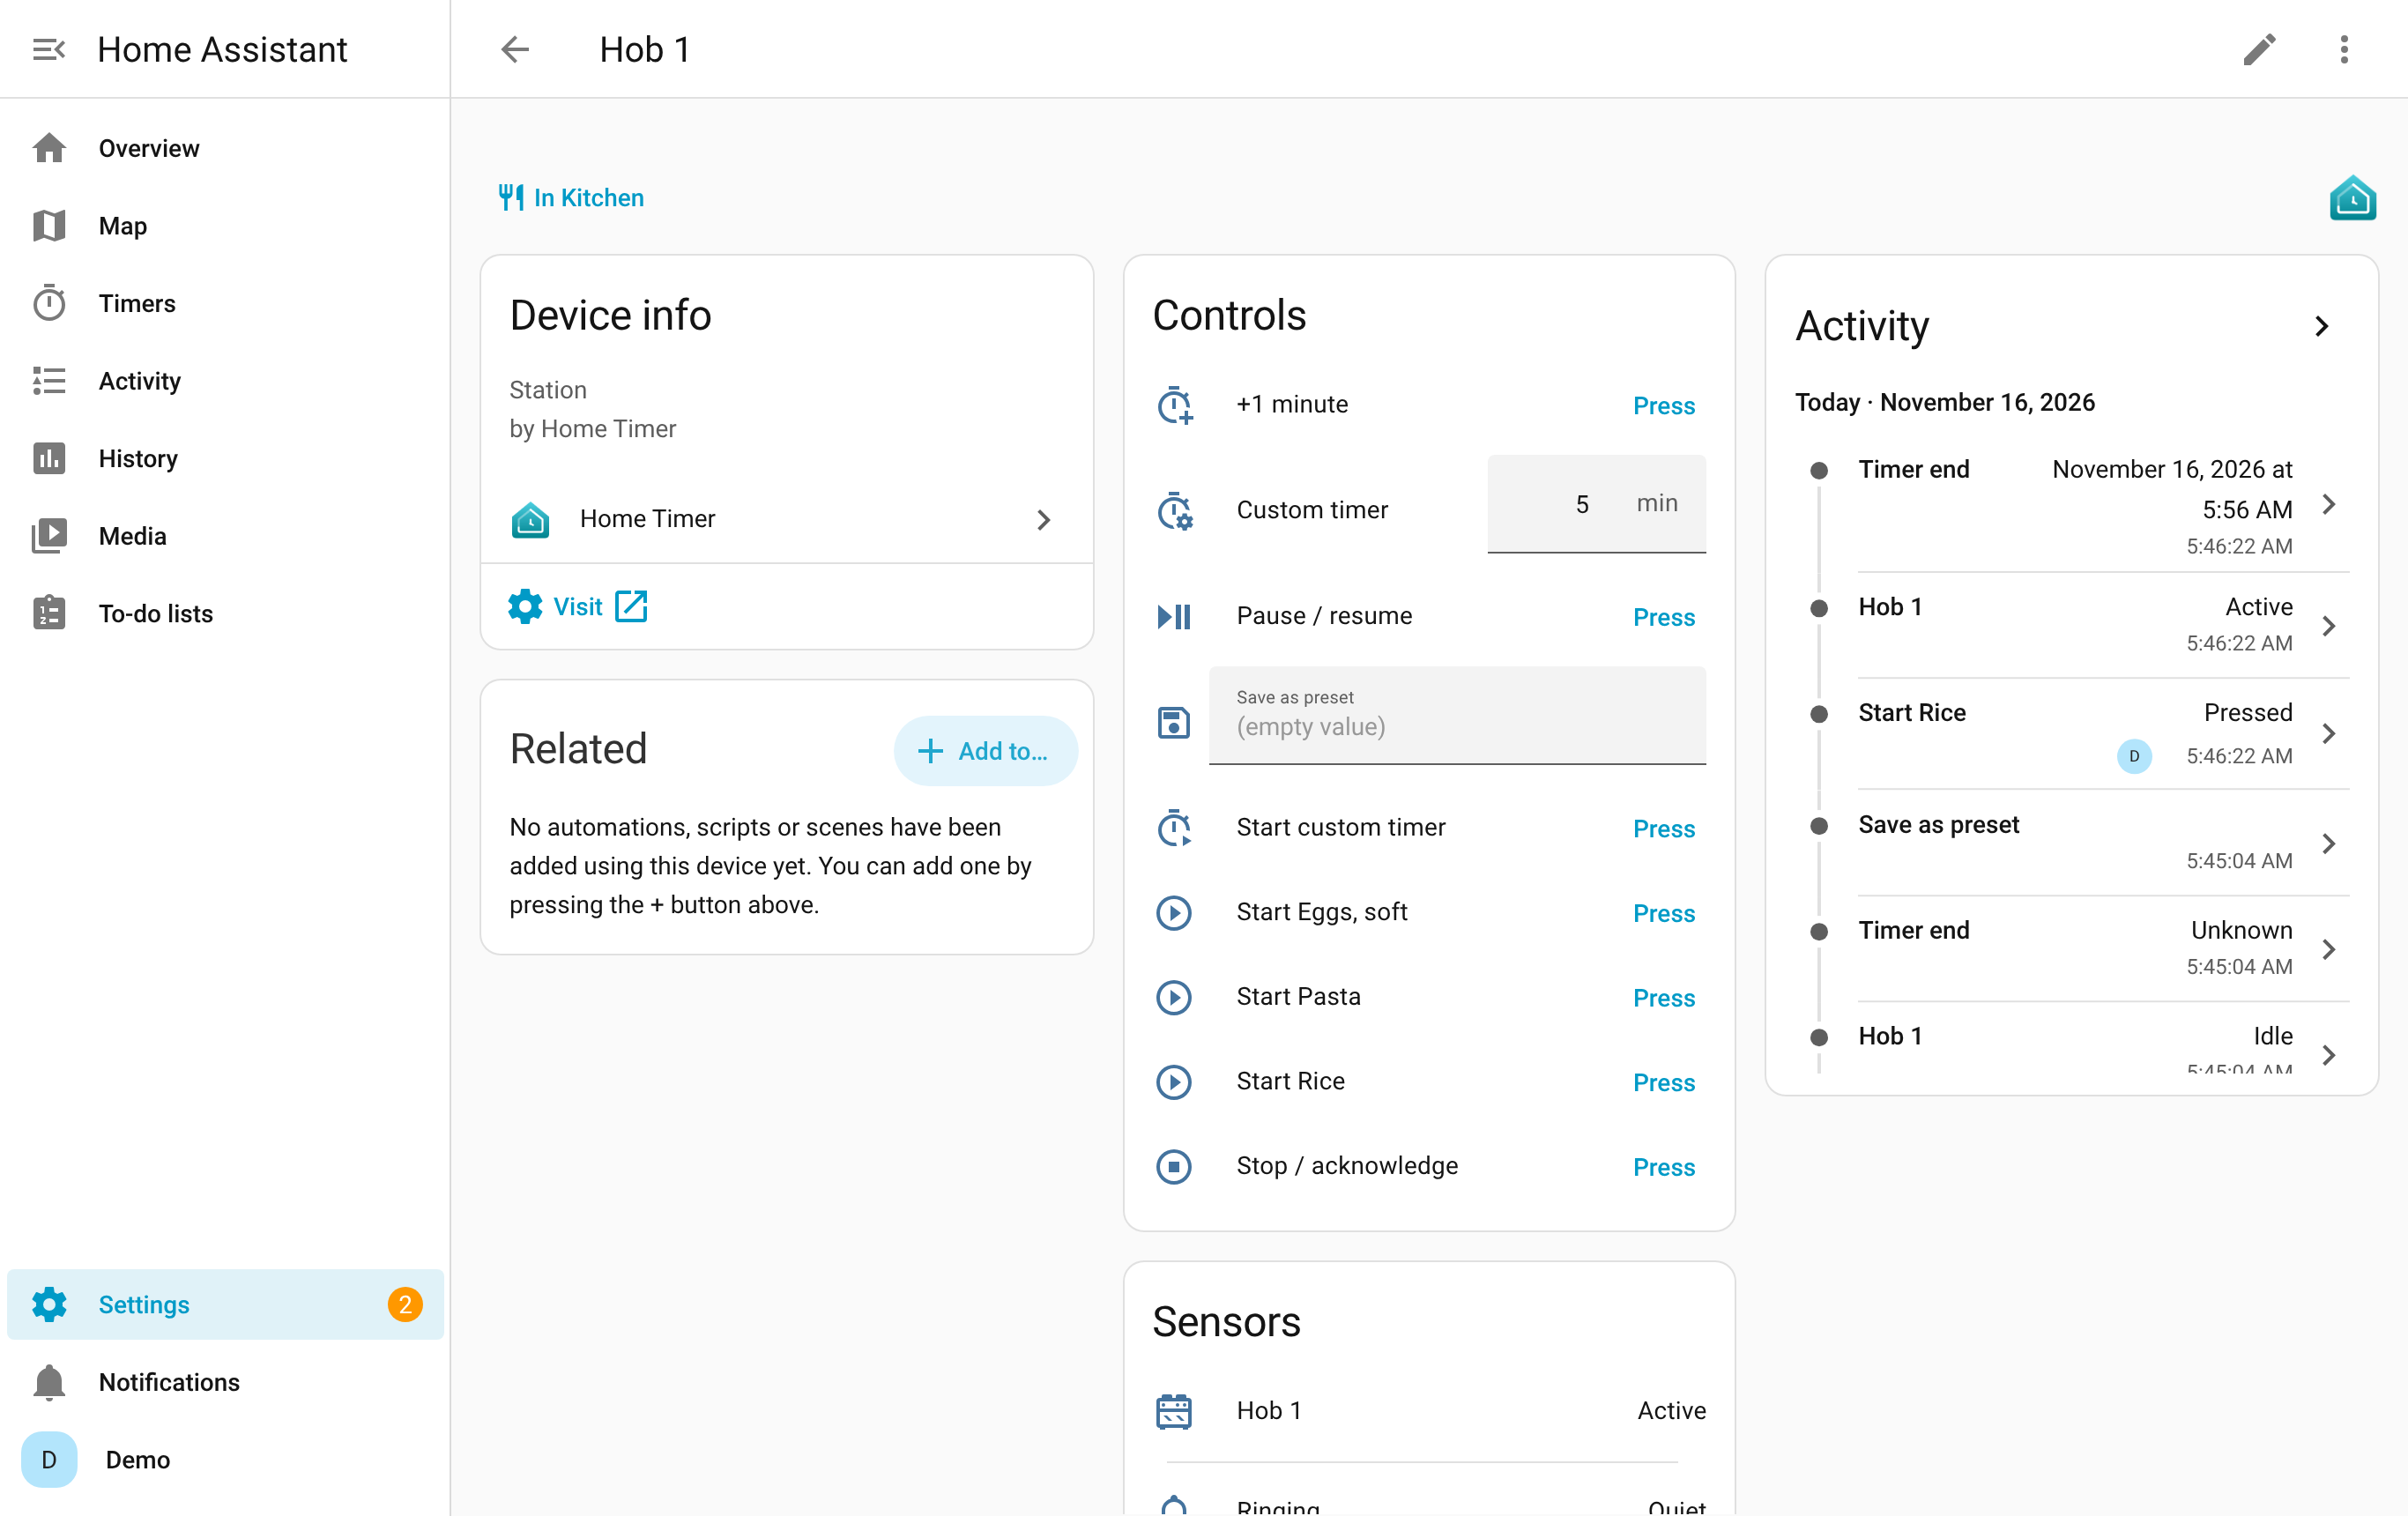 Home Assistant
Overview
Map
Timers
Activity
History
Media
To-do lists
Settings
2
Notifications
D
Demo
Hob 1
In Kitchen
Device info
Station
by Home Timer
Home Timer
Visit
Related
Add to...
No automations, scripts or scenes have been
added using this device yet. You can add one by
pressing the + button above.
Controls
+1 minute
Press
Custom timer
5
min
Pause / resume
Press
Save as preset
(empty value)
Start custom timer
Press
Start Eggs, soft
Press
Start Pasta
Press
Start Rice
Press
Stop / acknowledge
Press
Sensors
Hob 1
Active
Ringing
Quiet
Activity
Today · November 16, 2026
Timer end
November 16, 2026 at
5:56 AM
5:46:22 AM
Hob 1
Active
5:46:22 AM
Start Rice
Pressed
D
5:46:22 AM
Save as preset
5:45:04 AM
Timer end
Unknown
5:45:04 AM
Hob 1
Idle
5:45:04 AM